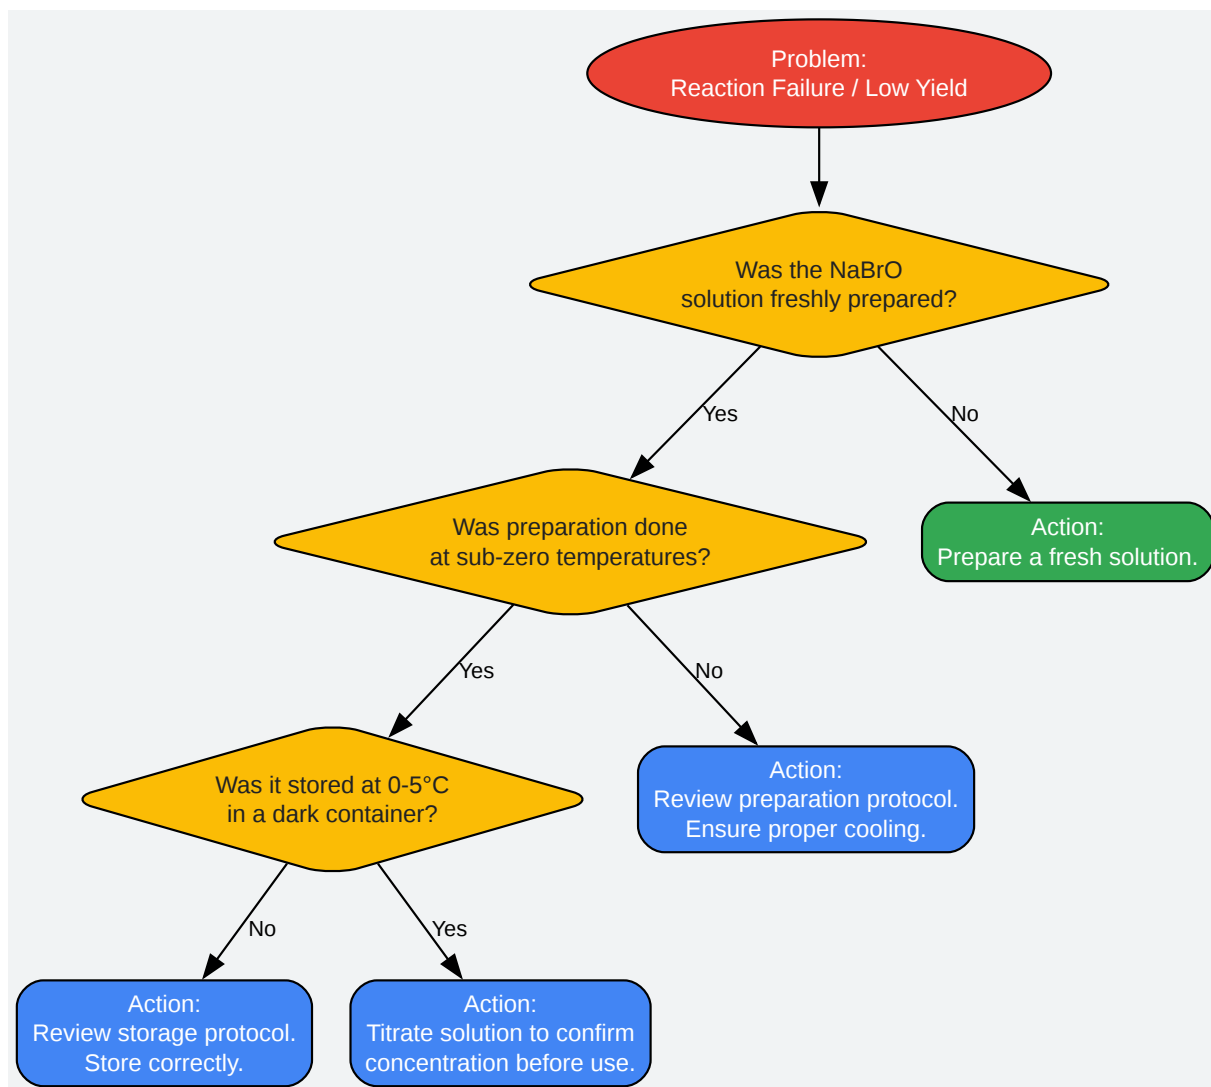 Problem:
Reaction Failure / Low Yield
Was the NaBrO
solution freshly prepared?
Yes
No
Was preparation done
at sub-zero temperatures?
Action:
Prepare a fresh solution.
Yes
No
Was it stored at 0-5°C
in a dark container?
Action:
Review preparation protocol.
Ensure proper cooling.
No
Yes
Action:
Review storage protocol.
Store correctly.
Action:
Titrate solution to confirm
concentration before use.